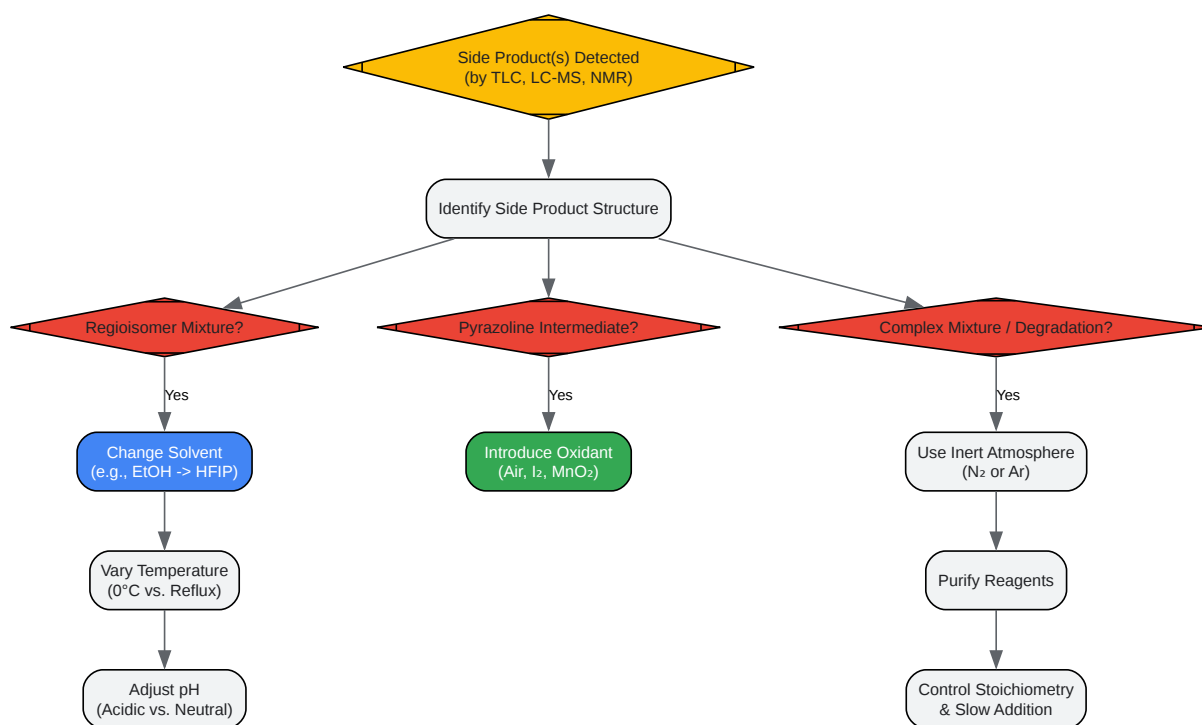 Side Product(s) Detected
(by TLC, LC-MS, NMR)
Identify Side Product Structure
Regioisomer Mixture?
Pyrazoline Intermediate?
Complex Mixture / Degradation?
Yes
Yes
Yes
Change Solvent
(e.g., EtOH -> HFIP)
Introduce Oxidant
(Air, I₂, MnO₂)
Use Inert Atmosphere
(N₂ or Ar)
Vary Temperature
(0°C vs. Reflux)
Purify Reagents
Adjust pH
(Acidic vs. Neutral)
Control Stoichiometry
& Slow Addition